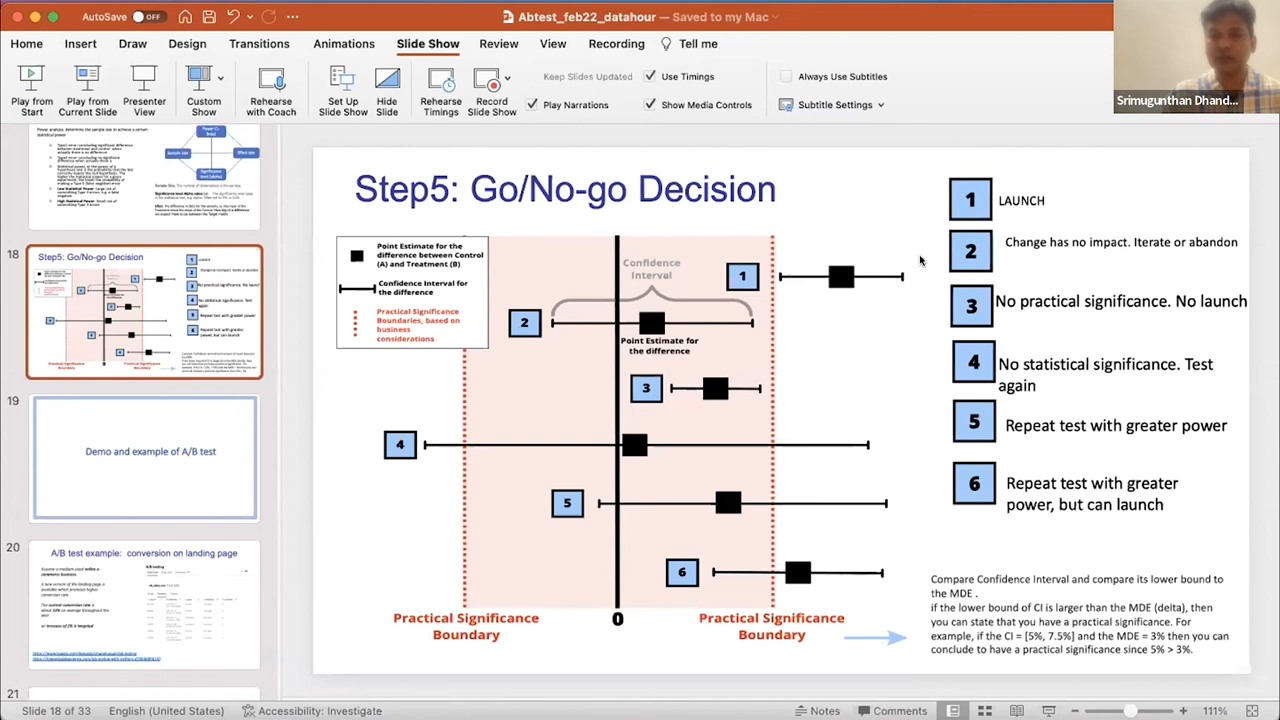 AutoSave OFF
Abtest_feb22_datahour — Saved to my Mac
Home Insert Draw Design Transitions Animations Slide Show Review View Recording Tell me
Play from Start
Play from Current Slide
Presenter View
Custom Show
Rehearse with Coach
Set Up Slide Show
Hide Slide
Rehearse Timings
Record Slide Show
Keep Slides Updated
Use Timings
Play Narrations
Show Media Controls
Always Use Subtitles
Subtitle Settings
Srimugunthan Dhand...
18
Step5: Go/No-go Decision
19
Demo and example of A/B test
20
A/B test example: conversion on landing page
21
Step5: Go/No-go Decision
Point Estimate for the
difference between Control
(A) and Treatment (B)
Confidence Interval for
the difference
Practical Significance
Boundaries, based on
business
considerations
Confidence
Interval
1
2
Point Estimate for
the difference
3
4
5
6
Practical Significance
Boundary
0
Practical Significance
Boundary
1 LAUNCH
2 Change has no impact. Iterate or abandon
3 No practical significance. No launch
4 No statistical significance. Test
again
5 Repeat test with greater power
6 Repeat test with greater
power, but can launch
Compare Confidence Interval and compare its lower bound to
the MDE .
if the lower bound of CI is larger than the MDE (delta), then
you can state that you have a practical significance. For
example, if the CI = [5%, 7.5%] and the MDE = 3% then you can
conclude to have a practical significance since 5% > 3%.
Slide 18 of 33 English (United States) Accessibility: Investigate Notes Comments 111%